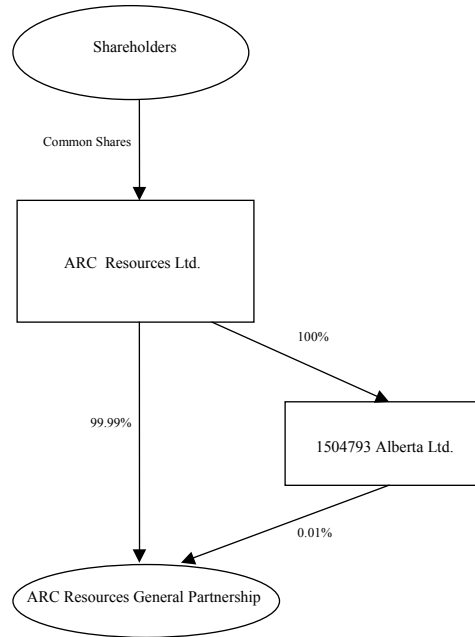 Shareholders
Common Shares
ARC Resources Ltd.
100%
99.99%
1504793 Alberta Ltd.
0.01%
ARC Resources General Partnership